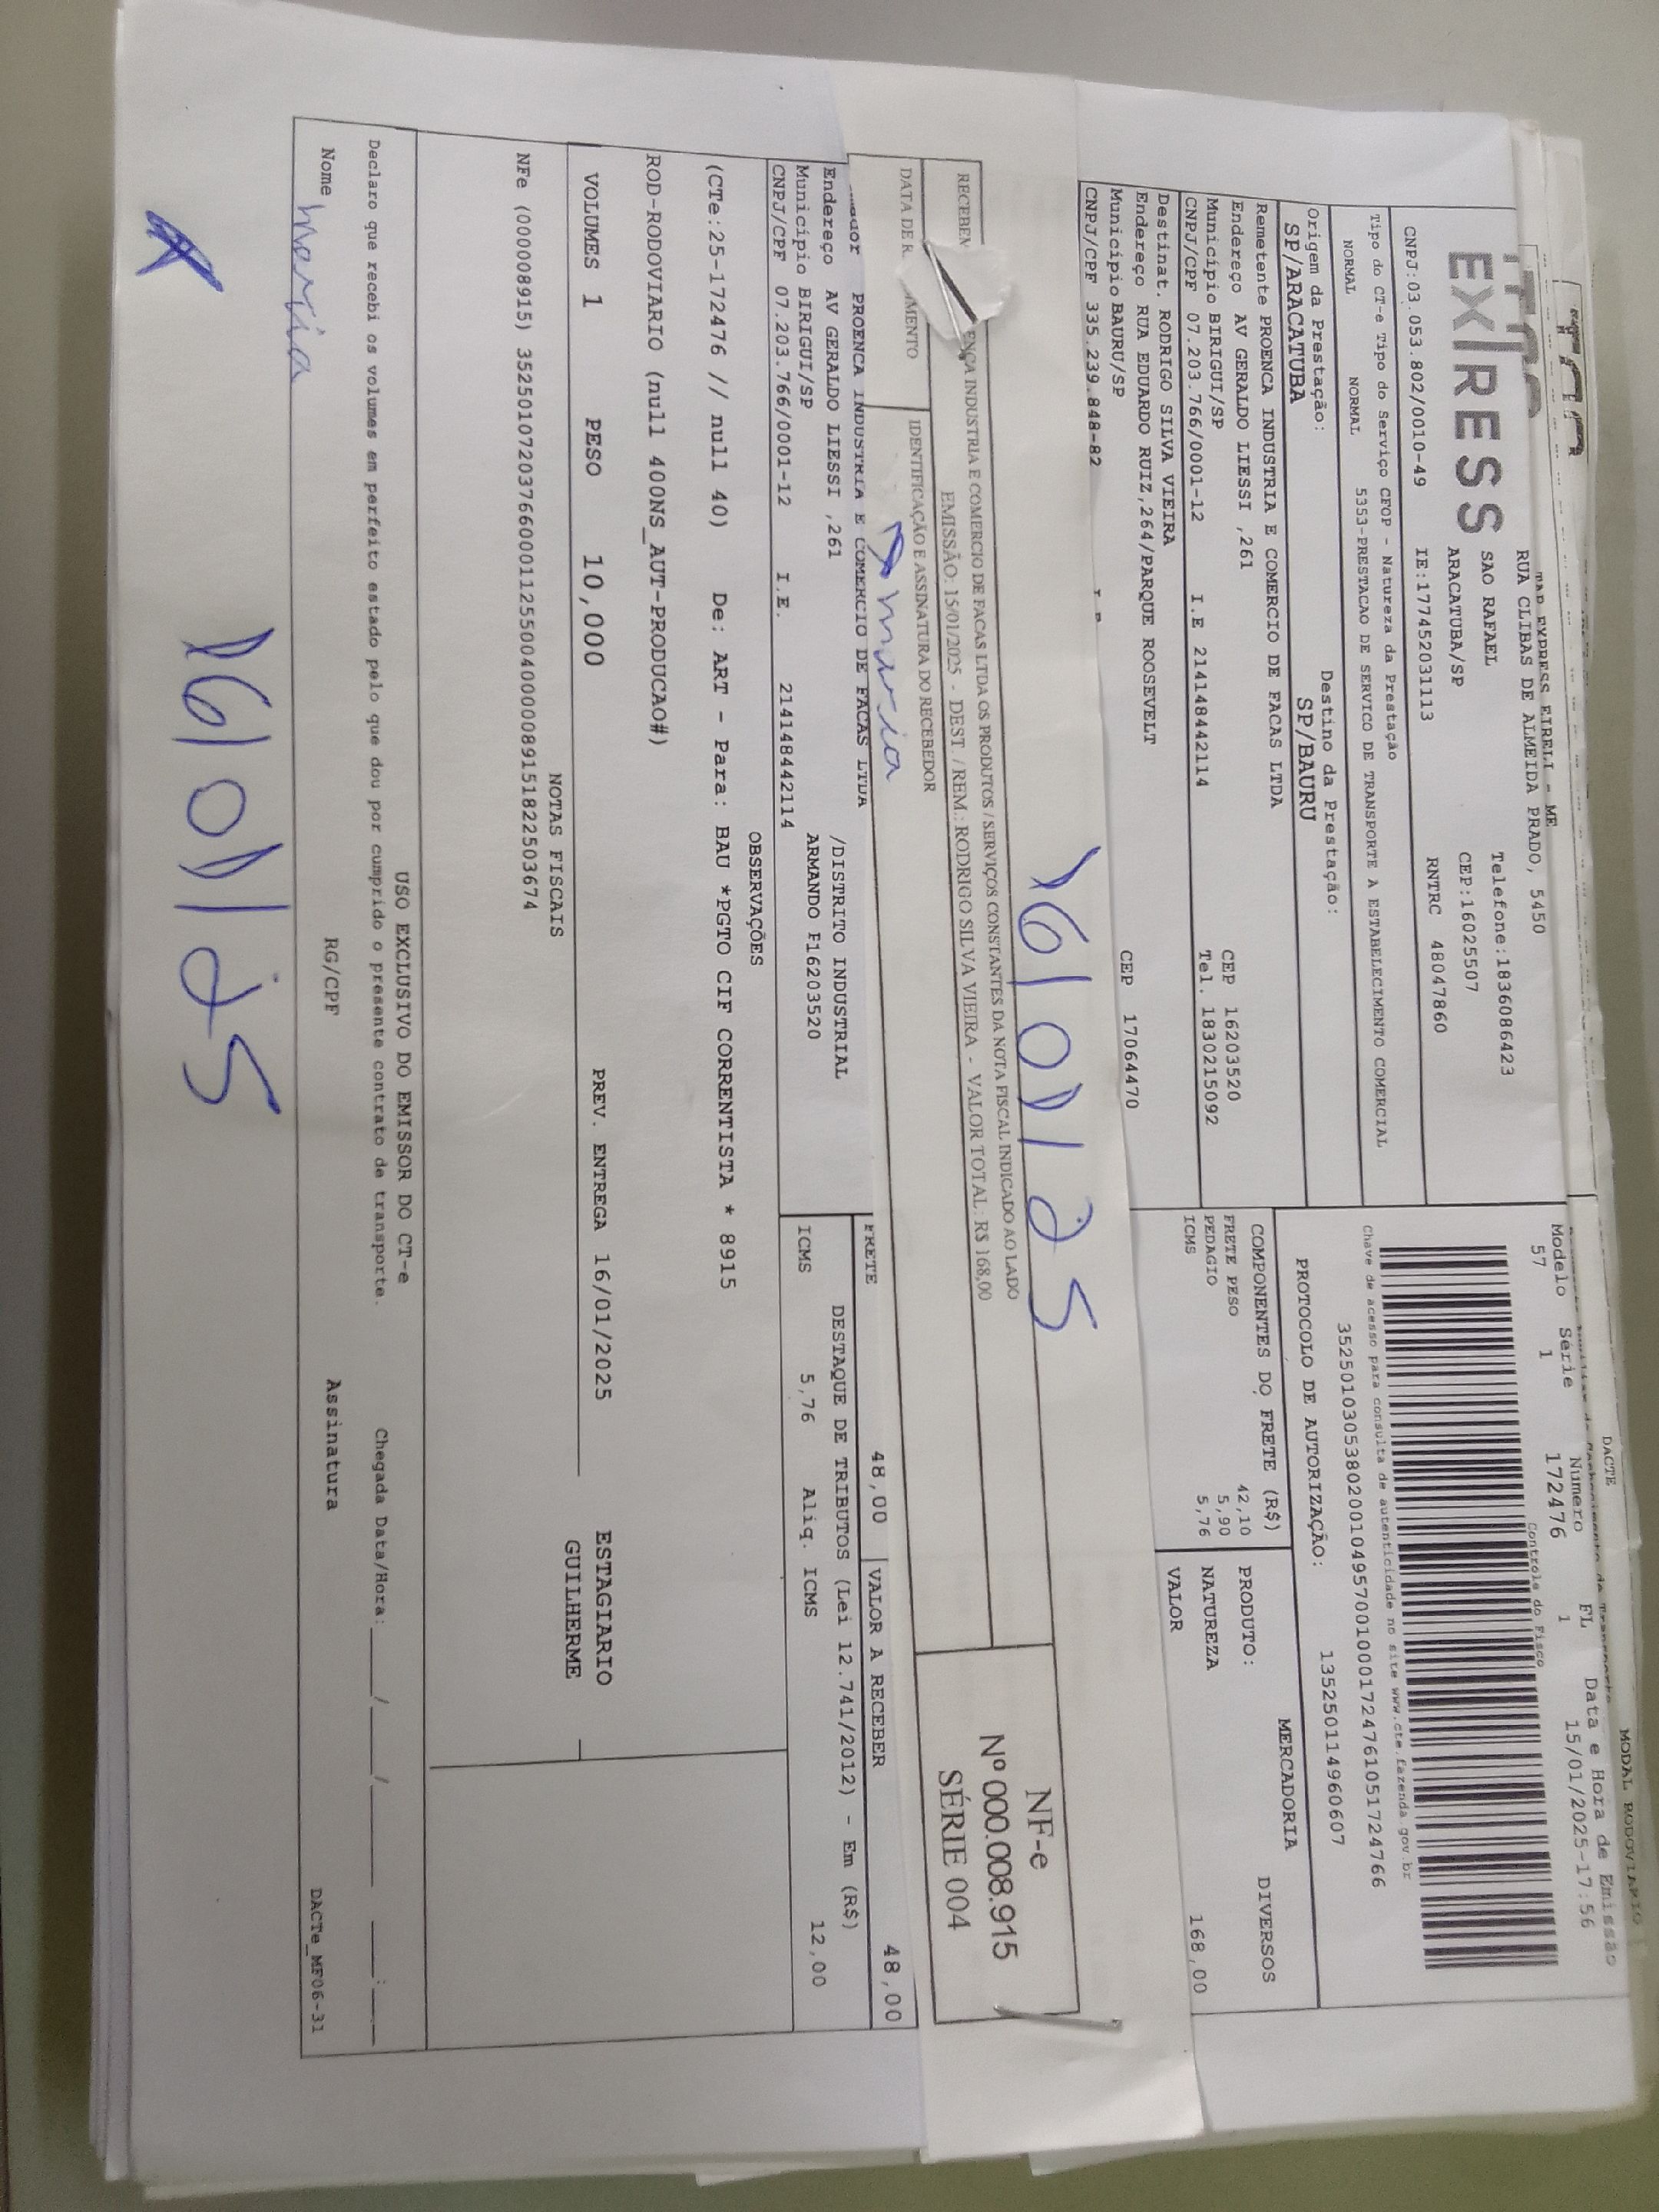 DACTE
MODAL RODOVIARIO
EXPRESS EIRELI - ME
RUA CLIBAS DE ALMEIDA PRADO, 5450
SAO RAFAEL
Telefone:1836086423
ARACATUBA/SP
CEP:16025507
EXPRESS
CNPJ:03.053.802/0010-49
IE:177452031113
RNTRC 48047860
Modelo Série Número FL Data e Hora de Emissão
57 1 172476 1 15/01/2025-17:56
Controle do Fisco
Tipo do CT-e Tipo do Serviço CFOP - Natureza da Prestação
NORMAL NORMAL 5353-PRESTACAO DE SERVICO DE TRANSPORTE A ESTABELECIMENTO COMERCIAL
Chave de acesso para consulta de autenticidade no site www.cte.fazenda.gov.br
35250103053802001049570010001724761051724766
Origem da Prestação: Destino da Prestação:
SP/ARACATUBA SP/BAURU
PROTOCOLO DE AUTORIZAÇÃO: 135250114960607
Remetente PROENCA INDUSTRIA E COMERCIO DE FACAS LTDA
Endereço AV GERALDO LIESSI ,261 CEP 16203520
Município BIRIGUI/SP Tel. 1830215092
CNPJ/CPF 07.203.766/0001-12 I.E 214148442114
COMPONENTES DO FRETE (R$)
FRETE PESO 42,10
PEDAGIO 5,90
ICMS 5,76
MERCADORIA
PRODUTO: DIVERSOS
NATUREZA
VALOR 168,00
Destinat. RODRIGO SILVA VIEIRA
Endereço RUA EDUARDO RUIZ,264/PARQUE ROOSEVELT
Município BAURU/SP CEP 17064470
CNPJ/CPF 335.239.848-82
16/01/25
INDUSTRIA E COMERCIO DE FACAS LTDA OS PRODUTOS / SERVIÇOS CONSTANTES DA NOTA FISCAL INDICADO AO LADO
EMISSÃO: 15/01/2025 - DEST. / REM.: RODRIGO SILVA VIEIRA - VALOR TOTAL: R$ 168,00
DATA DE R IDENTIFICAÇÃO E ASSINATURA DO RECEBEDOR
maria
NF-e
Nº 000.008.915
SÉRIE 004
PROENCA INDUSTRIA E COMERCIO DE FACAS LTDA
Endereço AV GERALDO LIESSI ,261 /DISTRITO INDUSTRIAL
Município BIRIGUI/SP ARMANDO F16203520
CNPJ/CPF 07.203.766/0001-12 I.E. 214148442114
FRETE 48,00 VALOR A RECEBER 48,00
DESTAQUE DE TRIBUTOS (Lei 12.741/2012) - Em (R$)
ICMS 5,76 Aliq. ICMS 12,00
OBSERVAÇÕES
(CTe:25-172476 // null 40) De: ART - Para: BAU *PGTO CIF CORRENTISTA * 8915
ROD-RODOVIARIO (null 400NS_AUT-PRODUCAO#)
VOLUMES 1 PESO 10,000 PREV. ENTREGA 16/01/2025
ESTAGIARIO
GUILHERME
NOTAS FISCAIS
NFe (000008915) 35250107203766000112550040000089151822503674
USO EXCLUSIVO DO EMISSOR DO CT-e
Declaro que recebi os volumes em perfeito estado pelo que dou por cumprido o presente contrato de transporte. Chegada Data/Hora: ____/____/____ ____:____
Nome maria RG/CPF Assinatura
DACTe_MF06-31
16/01/25